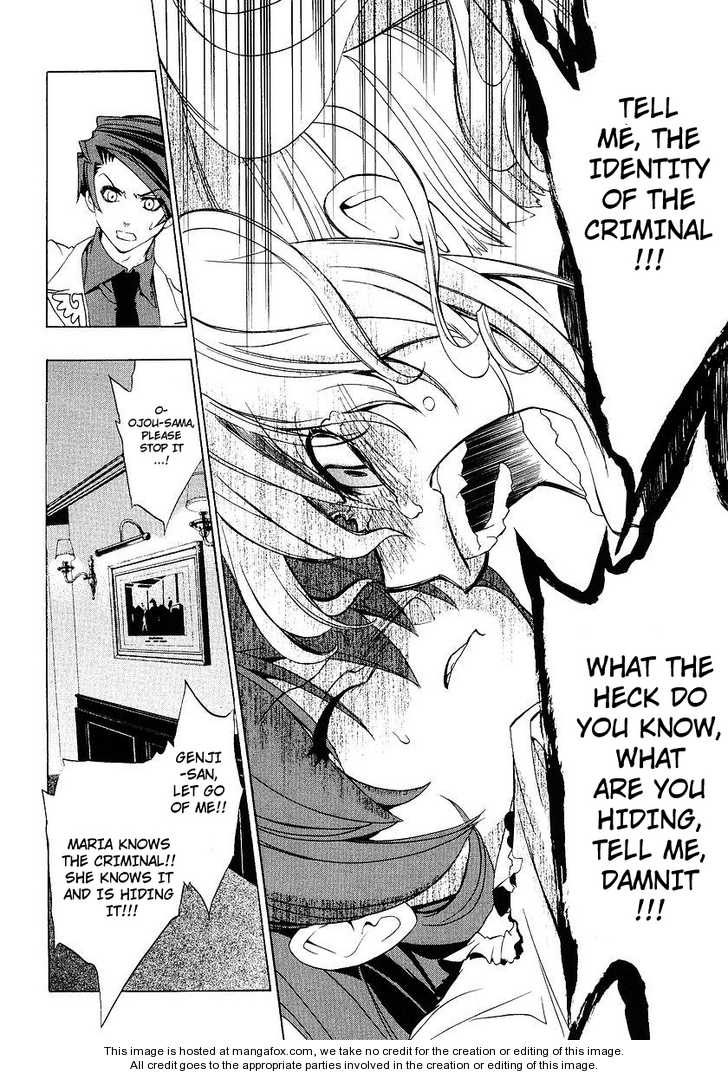 TELL
ME, THE
IDENTITY
OF THE
CRIMINAL
!!!
WHAT THE
HECK DO
YOU KNOW,
WHAT
ARE YOU
HIDING,
TELL ME,
DAMNIT
!!!
O-
OJOU-SAMA,
PLEASE
STOP IT
...!
GENJI
-SAN,
LET GO
OF ME!!
MARIA KNOWS
THE CRIMINAL!!
SHE KNOWS IT
AND IS HIDING
IT!!!
This image is hosted at mangafox.com, we take no credit for the creation or editing of this image.
All credit goes to the appropriate parties involved in the creation or editing of this image.